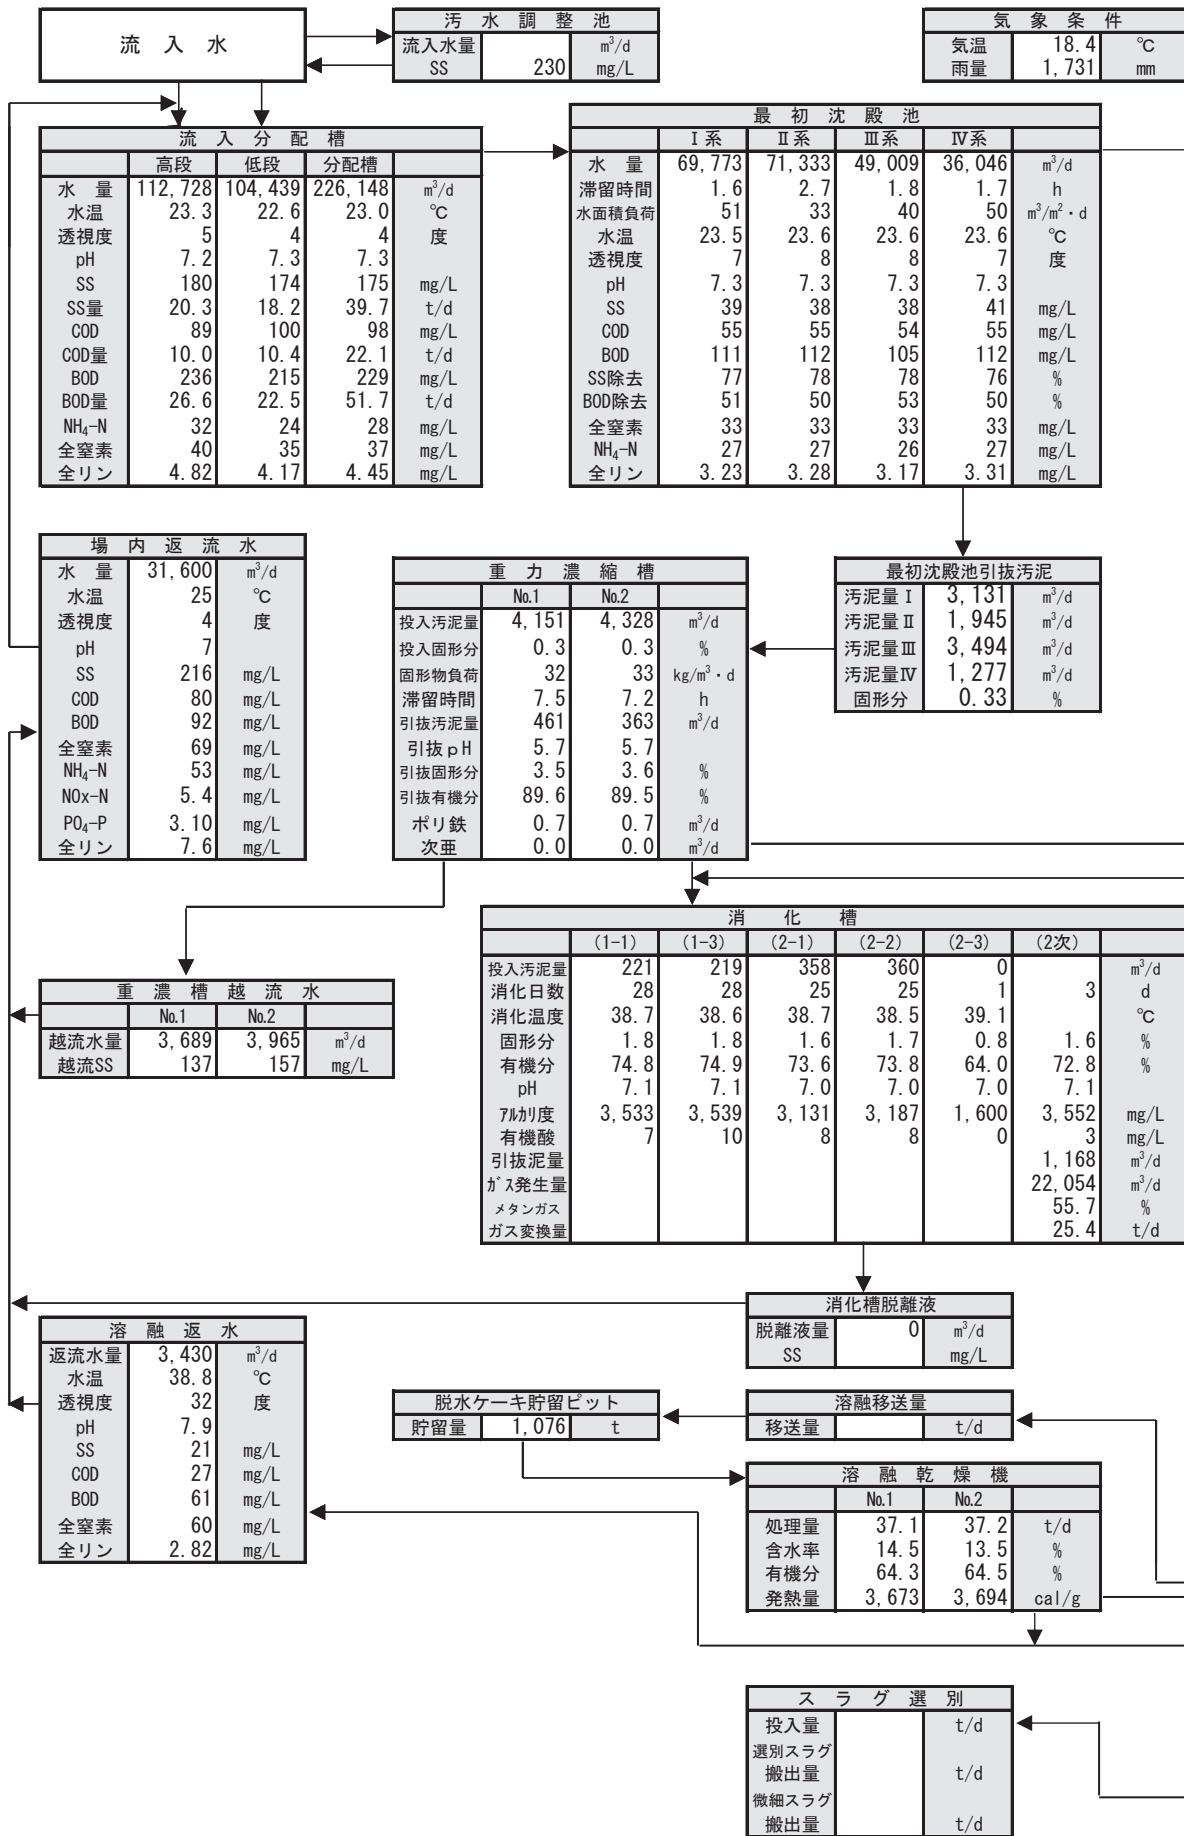 流入水
汚水調整池
流入水量 m³/d
SS 230 mg/L
気象条件
気温 18.4 ℃
雨量 1,731 mm
流入分配槽
高段 低段 分配槽
水量 112,728 104,439 226,148 m³/d
水温 23.3 22.6 23.0 ℃
透視度 5 4 4 度
pH 7.2 7.3 7.3
SS 180 174 175 mg/L
SS量 20.3 18.2 39.7 t/d
COD 89 100 98 mg/L
COD量 10.0 10.4 22.1 t/d
BOD 236 215 229 mg/L
BOD量 26.6 22.5 51.7 t/d
NH₄-N 32 24 28 mg/L
全窒素 40 35 37 mg/L
全リン 4.82 4.17 4.45 mg/L
最初沈殿池
Ⅰ系 Ⅱ系 Ⅲ系 Ⅳ系
水量 69,773 71,333 49,009 36,046 m³/d
滞留時間 1.6 2.7 1.8 1.7 h
水面積負荷 51 33 40 50 m³/m²・d
水温 23.5 23.6 23.6 23.6 ℃
透視度 7 8 8 7 度
pH 7.3 7.3 7.3 7.3
SS 39 38 38 41 mg/L
COD 55 55 54 55 mg/L
BOD 111 112 105 112 mg/L
SS除去 77 78 78 76 %
BOD除去 51 50 53 50 %
全窒素 33 33 33 33 mg/L
NH₄-N 27 27 26 27 mg/L
全リン 3.23 3.28 3.17 3.31 mg/L
場内返流水
水量 31,600 m³/d
水温 25 ℃
透視度 4 度
pH 7
SS 216 mg/L
COD 80 mg/L
BOD 92 mg/L
全窒素 69 mg/L
NH₄-N 53 mg/L
NOx-N 5.4 mg/L
PO₄-P 3.10 mg/L
全リン 7.6 mg/L
重力濃縮槽
No.1 No.2
投入汚泥量 4,151 4,328 m³/d
投入固形分 0.3 0.3 %
固形物負荷 32 33 kg/m³・d
滞留時間 7.5 7.2 h
引抜汚泥量 461 363 m³/d
引抜pH 5.7 5.7
引抜固形分 3.5 3.6 %
引抜有機分 89.6 89.5 %
ポリ鉄 0.7 0.7 m³/d
次亜 0.0 0.0 m³/d
最初沈殿池引抜汚泥
汚泥量Ⅰ 3,131 m³/d
汚泥量Ⅱ 1,945 m³/d
汚泥量Ⅲ 3,494 m³/d
汚泥量Ⅳ 1,277 m³/d
固形分 0.33 %
消化槽
(1-1) (1-3) (2-1) (2-2) (2-3) (2次)
投入汚泥量 221 219 358 360 0 m³/d
消化日数 28 28 25 25 1 3 d
消化温度 38.7 38.6 38.7 38.5 39.1 ℃
固形分 1.8 1.8 1.6 1.7 0.8 1.6 %
有機分 74.8 74.9 73.6 73.8 64.0 72.8 %
pH 7.1 7.1 7.0 7.0 7.0 7.1
ｱﾙｶﾘ度 3,533 3,539 3,131 3,187 1,600 3,552 mg/L
有機酸 7 10 8 8 0 3 mg/L
引抜泥量 1,168 m³/d
ｶﾞｽ発生量 22,054 m³/d
メタンガス 55.7 %
ガス変換量 25.4 t/d
重濃槽越流水
No.1 No.2
越流水量 3,689 3,965 m³/d
越流SS 137 157 mg/L
消化槽脱離液
脱離液量 0 m³/d
SS mg/L
溶融返水
返流水量 3,430 m³/d
水温 38.8 ℃
透視度 32 度
pH 7.9
SS 21 mg/L
COD 27 mg/L
BOD 61 mg/L
全窒素 60 mg/L
全リン 2.82 mg/L
脱水ケーキ貯留ピット
貯留量 1,076 t
溶融移送量
移送量 t/d
溶融乾燥機
No.1 No.2
処理量 37.1 37.2 t/d
含水率 14.5 13.5 %
有機分 64.3 64.5 %
発熱量 3,673 3,694 cal/g
スラグ選別
投入量 t/d
選別スラグ
搬出量 t/d
微細スラグ
搬出量 t/d